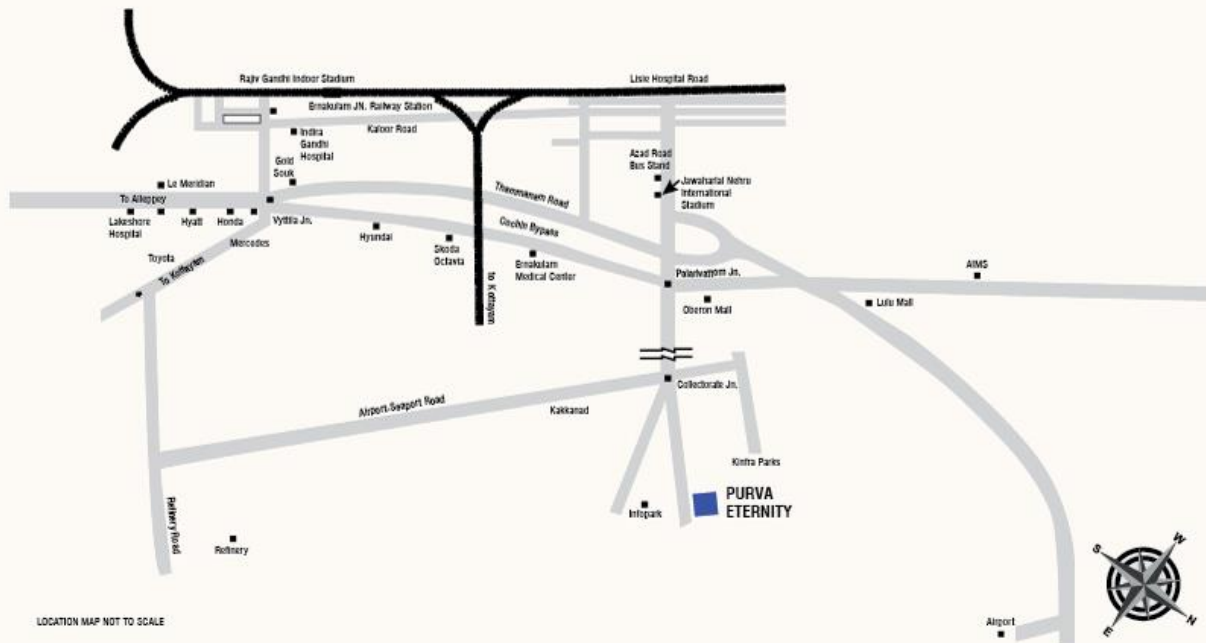 Rajiv Gandhi Indoor Stadium
Lisie Hospital Road
Ernakulam JN. Railway Station
Kaloor Road
Indira
Gandhi
Hospital
Gold
Souk
Azad Road
Bus Stand
Jawaharlal Nehru
International
Stadium
Le Meridian
To Alleppey
Thammanam Road
Lakeshore
Hospital
Hyatt
Honda
Mercedes
Vyttila Jn.
Cochin Bypass
Hyundai
Skoda
Octavia
Ernakulam
Medical Center
Toyota
To Kottayam
to Kottayam
Palarivattom Jn.
Oberon Mall
AIMS
Lulu Mall
Collectorate Jn.
Airport-Seaport Road
Kakkanad
Kinfra Parks
Infopark
PURVA
ETERNITY
Refinery Road
Refinery
S
W
E
N
LOCATION MAP NOT TO SCALE
Airport